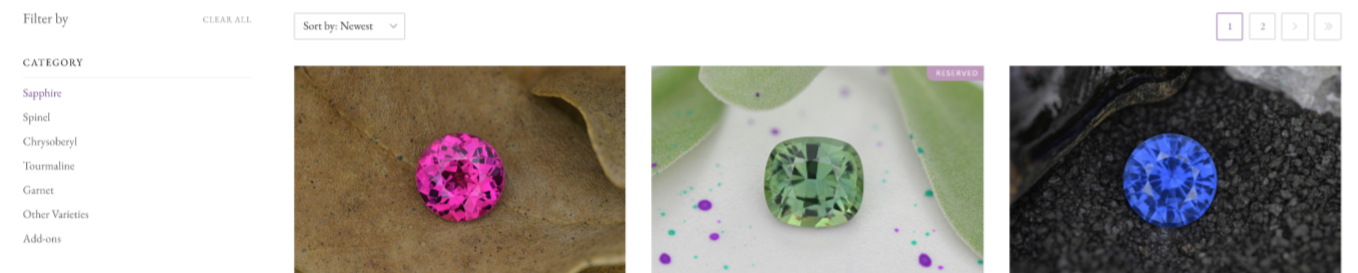 Filter by
CLEAR ALL
CATEGORY
Sapphire
Spinel
Chrysoberyl
Tourmaline
Garnet
Other Varieties
Add-ons
Sort by: Newest
1
2
RESERVED